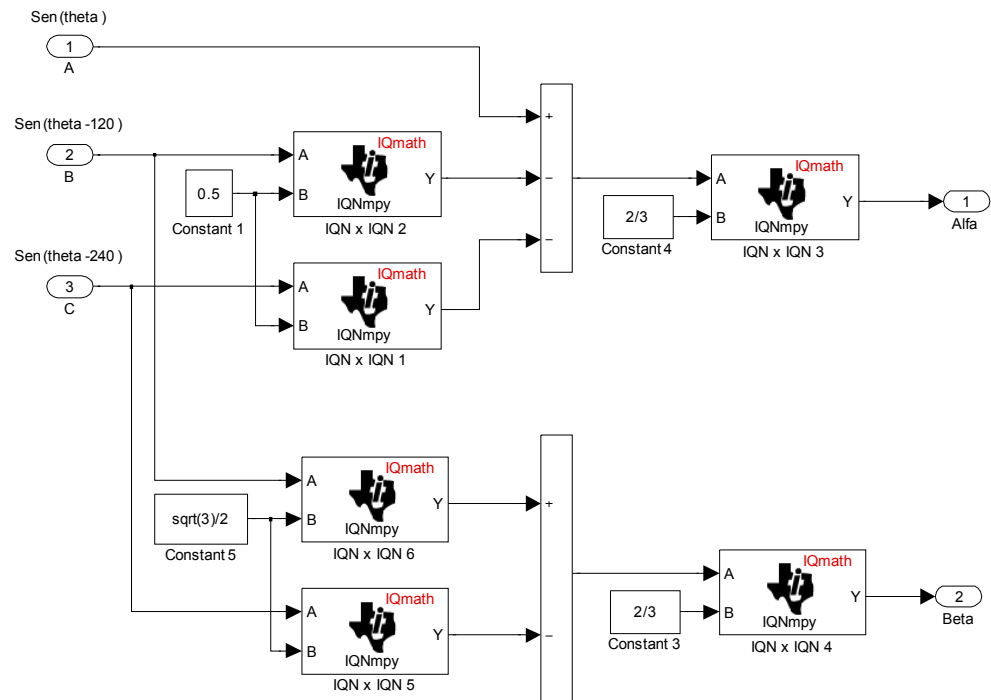 Sen(theta )
1
A
Sen(theta -120 )
2
B
0.5
Constant 1
A
B
IQmath
IQNmpy
Y
IQN x IQN 2
Sen(theta -240 )
3
C
A
B
IQmath
IQNmpy
Y
IQN x IQN 1
+
−
−
2/3
Constant 4
A
B
IQmath
IQNmpy
Y
IQN x IQN 3
1
Alfa
sqrt(3)/2
Constant 5
A
B
IQmath
IQNmpy
Y
IQN x IQN 6
A
B
IQmath
IQNmpy
Y
IQN x IQN 5
+
−
2/3
Constant 3
A
B
IQmath
IQNmpy
Y
IQN x IQN 4
2
Beta